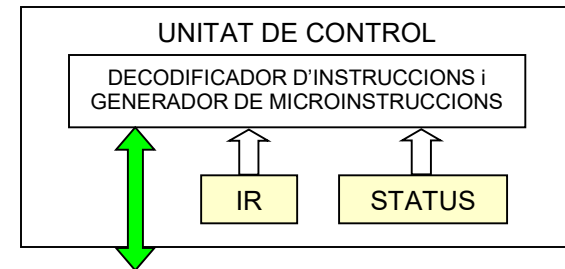 UNITAT DE CONTROL
DECODIFICADOR D'INSTRUCCIONS i
GENERADOR DE MICROINSTRUCCIONS
IR
STATUS